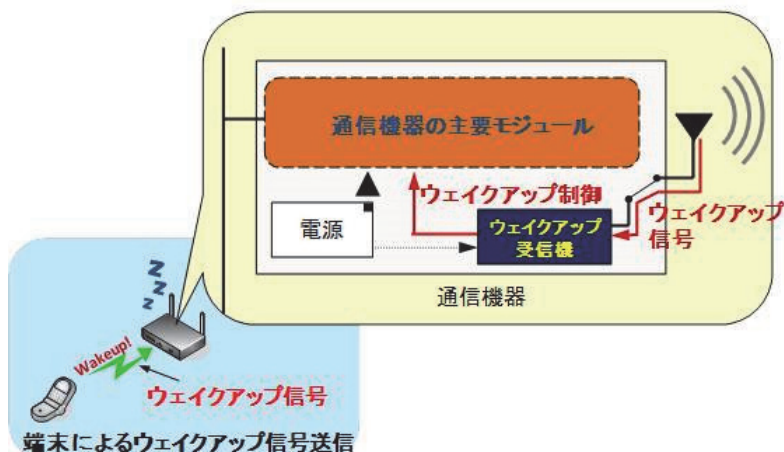 通信機器の主要モジュール
ウェイクアップ制御
電源
ウェイクアップ
受信機
ウェイクアップ
信号
通信機器
z
z
z
Wakeup!
ウェイクアップ信号
端末によるウェイクアップ信号送信